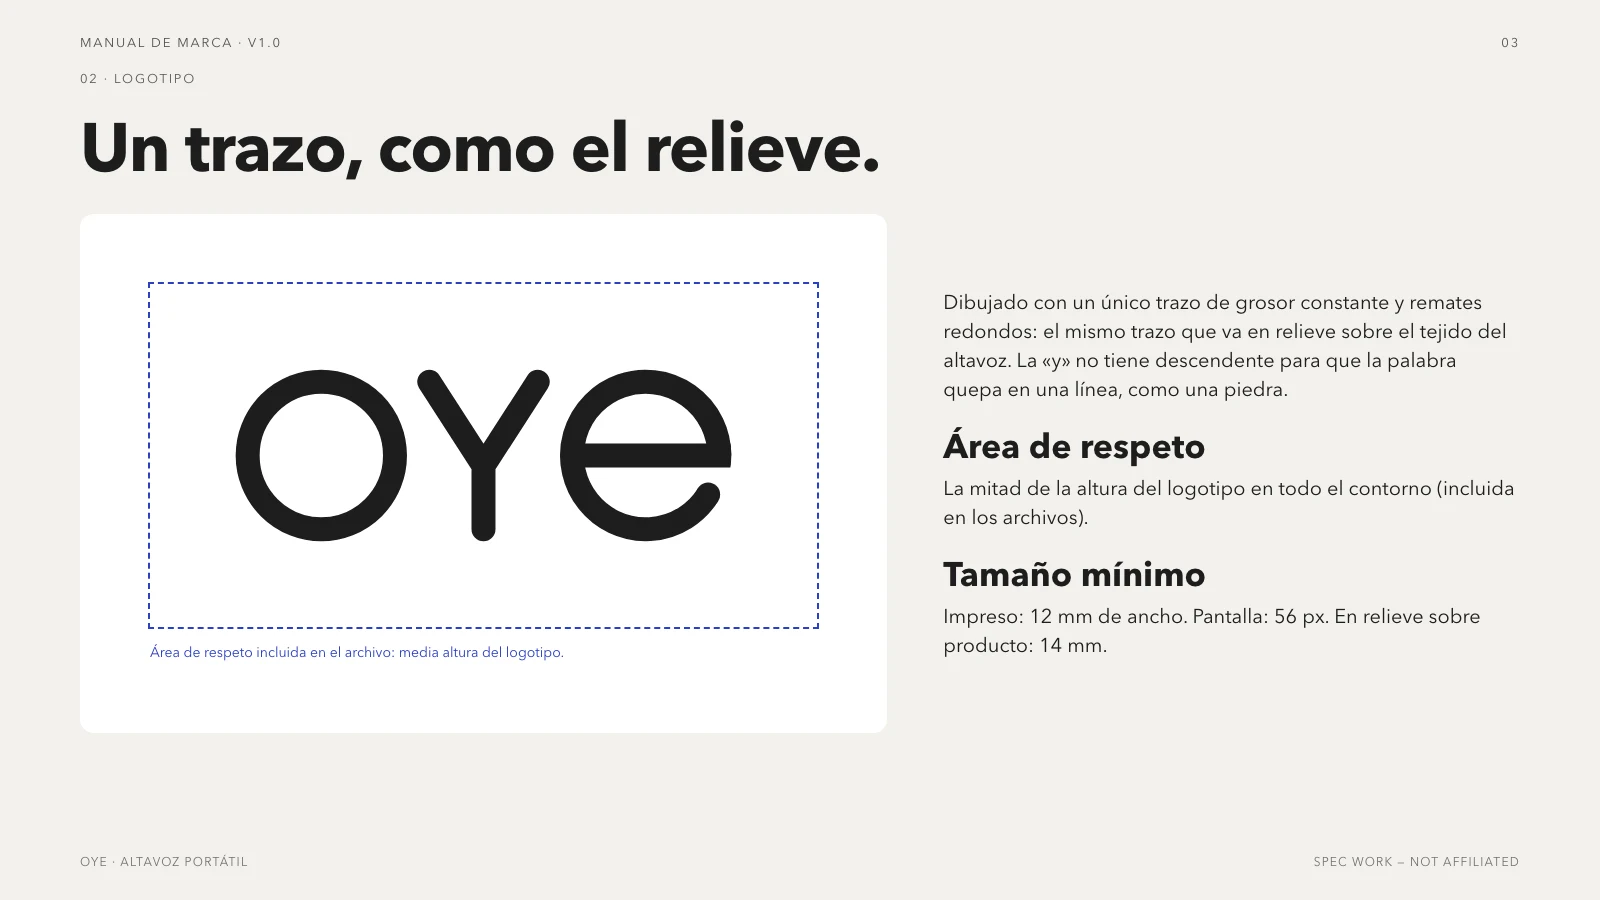 MANUAL DE MARCA · V1.0
03
02 · LOGOTIPO
Un trazo, como el relieve.
oye
Área de respeto incluida en el archivo: media altura del logotipo.
Dibujado con un único trazo de grosor constante y remates
redondos: el mismo trazo que va en relieve sobre el tejido del
altavoz. La «y» no tiene descendente para que la palabra
quepa en una línea, como una piedra.
Área de respeto
La mitad de la altura del logotipo en todo el contorno (incluida
en los archivos).
Tamaño mínimo
Impreso: 12 mm de ancho. Pantalla: 56 px. En relieve sobre
producto: 14 mm.
OYE · ALTAVOZ PORTÁTIL
SPEC WORK — NOT AFFILIATED